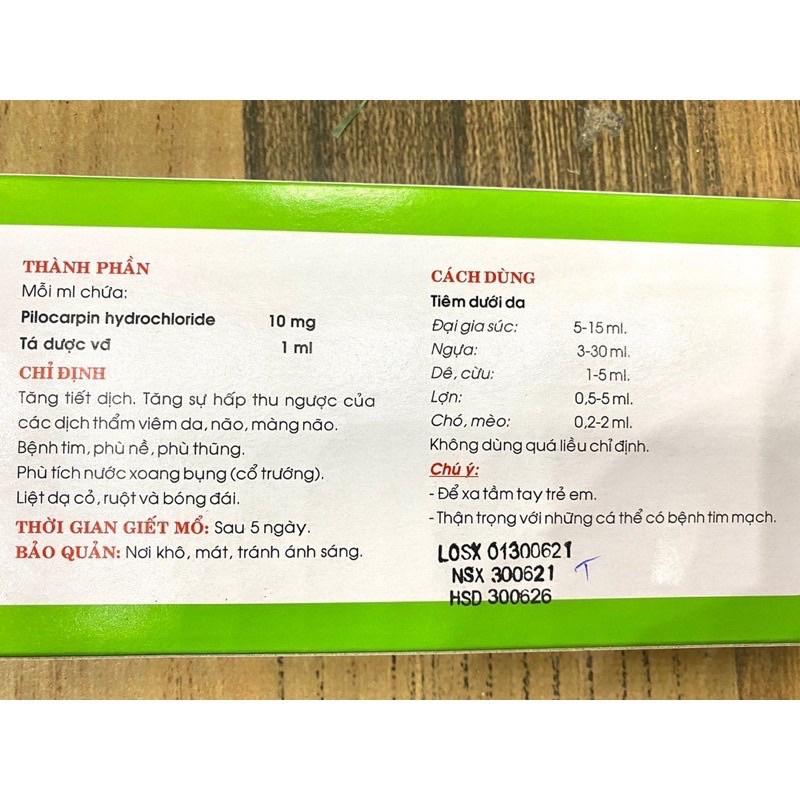 THÀNH PHẦN
Mỗi ml chứa:
Pilocarpin hydrochloride 10 mg
Tá dược vđ 1 ml
CHỈ ĐỊNH
Tăng tiết dịch. Tăng sự hấp thu ngược của
các dịch thẩm viêm da, não, màng não.
Bệnh tim, phù nề, phù thũng.
Phù tích nước xoang bụng (cổ trướng).
Liệt dạ cỏ, ruột và bóng đái.
THỜI GIAN GIẾT MỔ: Sau 5 ngày.
BẢO QUẢN: Nơi khô, mát, tránh ánh sáng.
CÁCH DÙNG
Tiêm dưới da
Đại gia súc: 5-15 ml.
Ngựa: 3-30 ml.
Dê, cừu: 1-5 ml.
Lợn: 0,5-5 ml.
Chó, mèo: 0,2-2 ml.
Không dùng quá liều chỉ định.
Chú ý:
- Để xa tầm tay trẻ em.
- Thận trọng với những cá thể có bệnh tim mạch.
LOSX 01300621
NSX 300621 T
HSD 300626